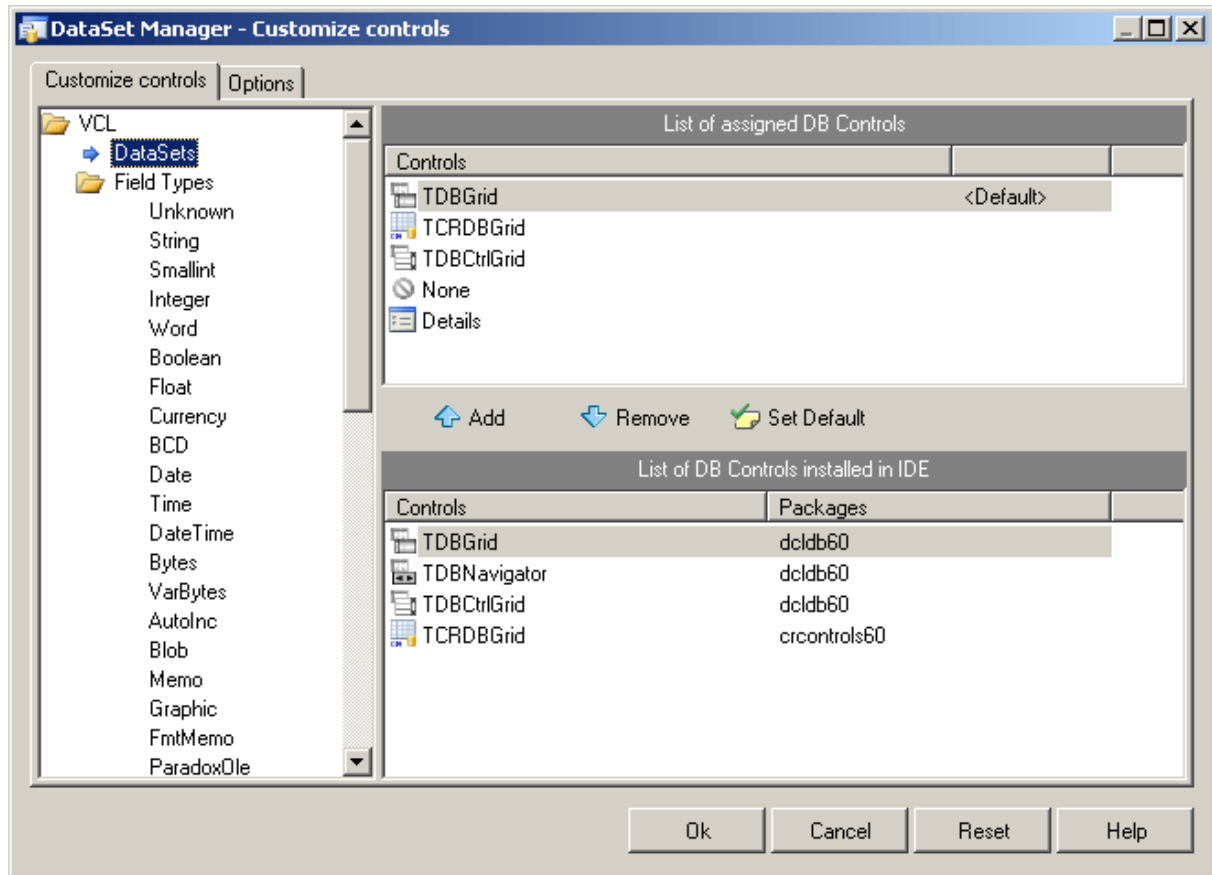 DataSet Manager - Customize controls
Customize controls Options
VCL
DataSets
Field Types
Unknown
String
Smallint
Integer
Word
Boolean
Float
Currency
BCD
Date
Time
DateTime
Bytes
VarBytes
AutoInc
Blob
Memo
Graphic
FmtMemo
ParadoxOle
List of assigned DB Controls
Controls
TDBGrid <Default>
TCRDBGrid
TDBCtrlGrid
None
Details
Add Remove Set Default
List of DB Controls installed in IDE
Controls Packages
TDBGrid dcldb60
TDBNavigator dcldb60
TDBCtrlGrid dcldb60
TCRDBGrid crcontrols60
Ok Cancel Reset Help